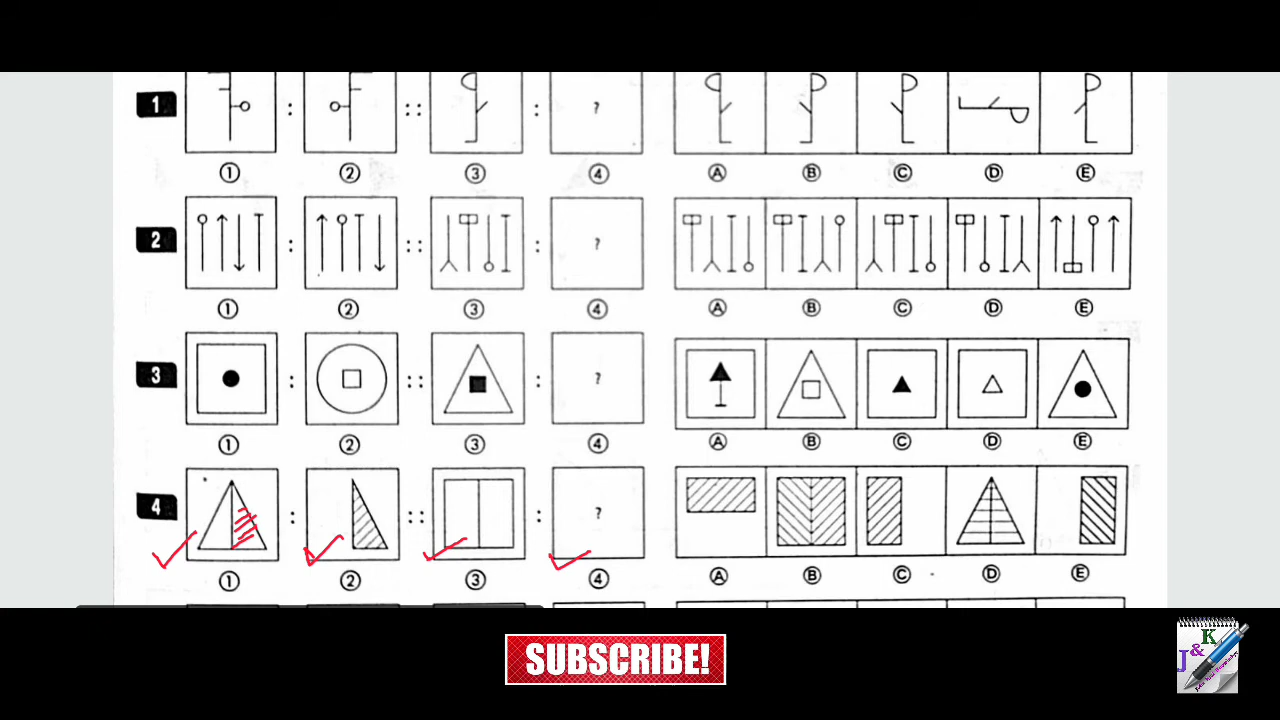 1 : :: : ?
① ② ③ ④ Ⓐ Ⓑ Ⓒ Ⓓ Ⓔ
2 : :: : ?
① ② ③ ④ Ⓐ Ⓑ Ⓒ Ⓓ Ⓔ
3 : :: : ?
① ② ③ ④ Ⓐ Ⓑ Ⓒ Ⓓ Ⓔ
4 : :: : ?
① ② ③ ④ Ⓐ Ⓑ Ⓒ Ⓓ Ⓔ
SUBSCRIBE!
J&K